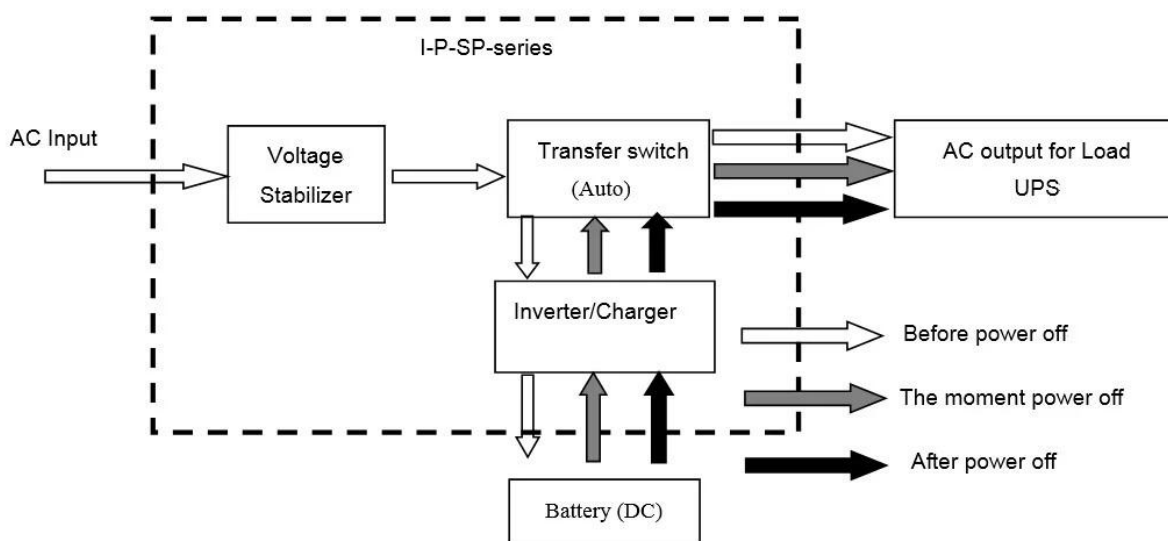 I-P-SP-series
AC Input
Voltage
Stabilizer
Transfer switch
(Auto)
AC output for Load
UPS
Inverter/Charger
Before power off
The moment power off
After power off
Battery (DC)